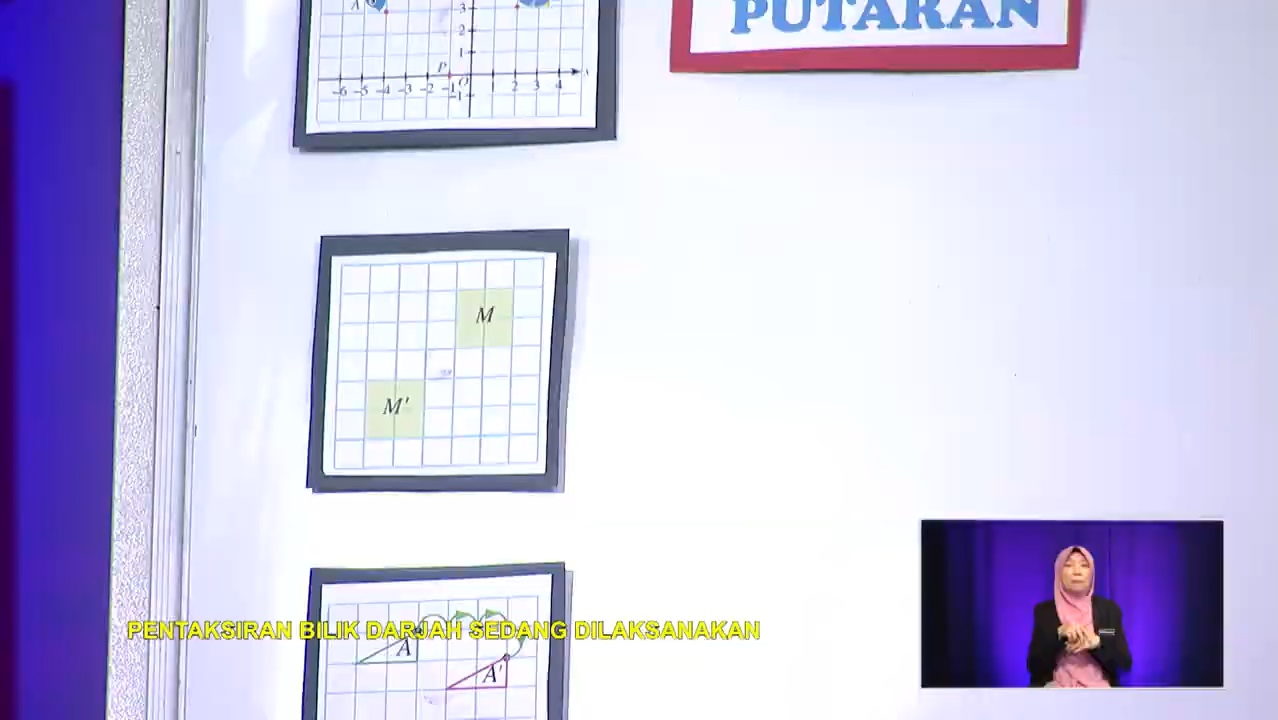 PUTARAN
A
3
2
1
P
O
-6 -5 -4 -3 -2 -1 1 2 3 4
-1
M
M'
PENTAKSIRAN BILIK DARJAH SEDANG DILAKSANAKAN
A
A'